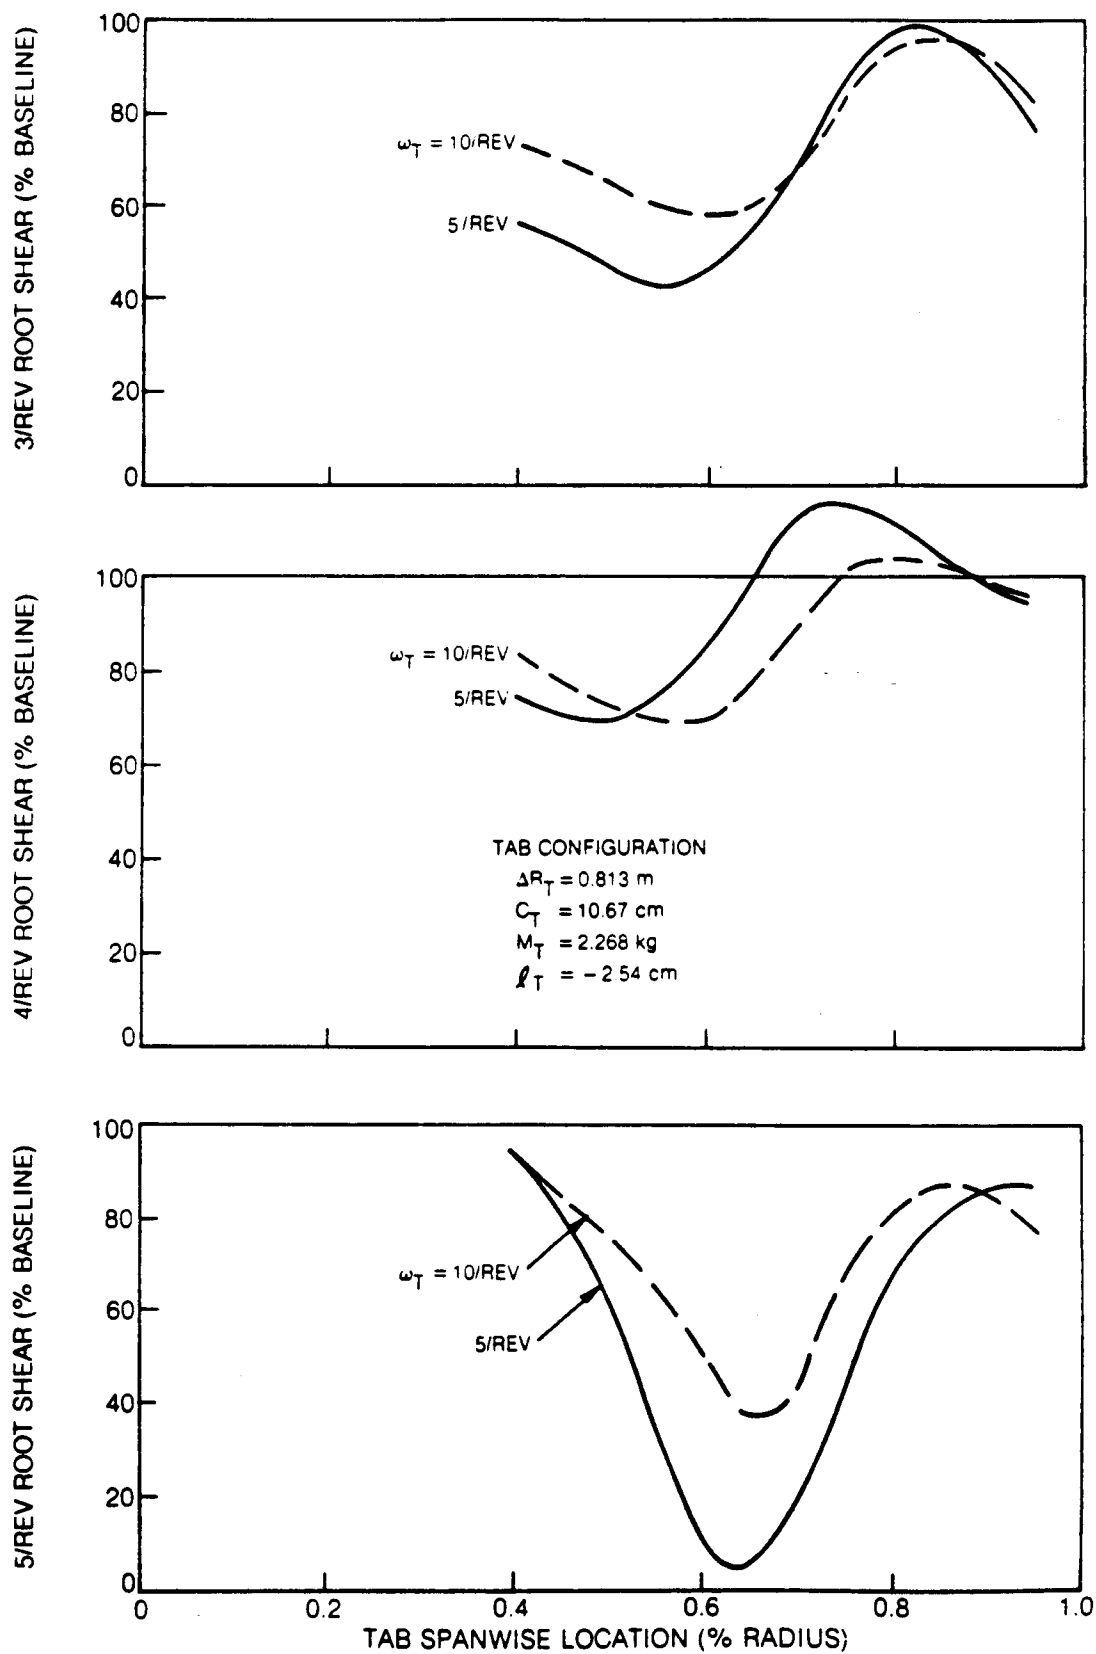 3/REV ROOT SHEAR (% BASELINE)
100
80
60
40
20
0
ωT = 10/REV
5/REV
4/REV ROOT SHEAR (% BASELINE)
100
80
60
40
20
0
ωT = 10/REV
5/REV
TAB CONFIGURATION
ΔRT = 0.813 m
CT = 10.67 cm
MT = 2.268 kg
ℓT = −2.54 cm
5/REV ROOT SHEAR (% BASELINE)
100
80
60
40
20
0
ωT = 10/REV
5/REV
0 0.2 0.4 0.6 0.8 1.0
TAB SPANWISE LOCATION (% RADIUS)